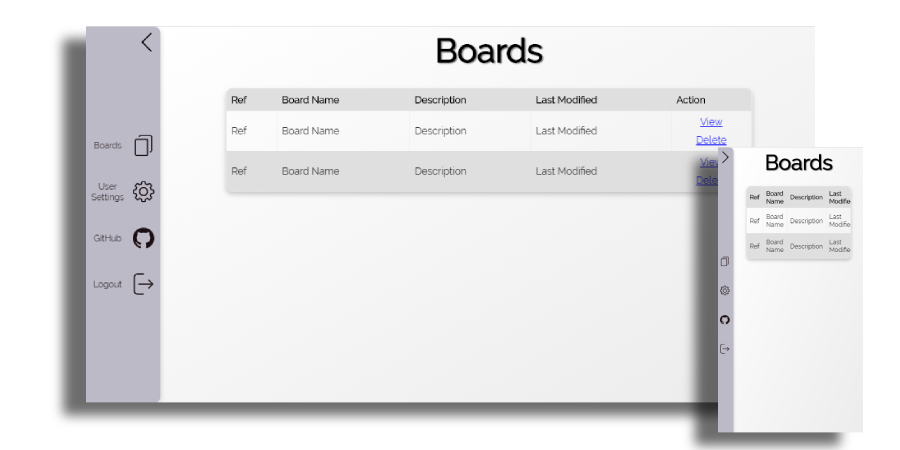 Boards
Ref Board Name Description Last Modified Action
Ref Board Name Description Last Modified View
Delete
Ref Board Name Description Last Modified
Boards
User
Settings
GitHub
Logout
Boards
Ref Board Name Description Last Modifie
Ref Board Name Description Last Modifie
Ref Board Name Description Last Modifie